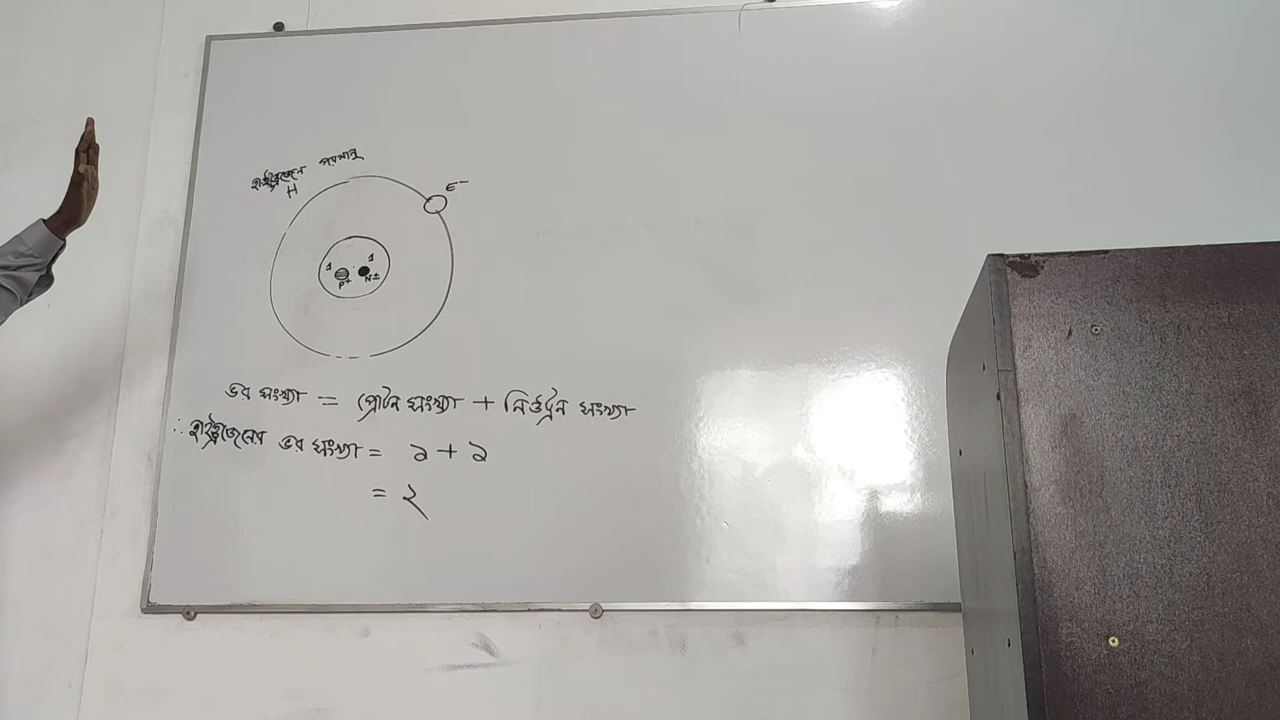 হাইড্রোজেন পরমানু
H
e-
1 1
P+ N±
ভর সংখ্যা = প্রোটন সংখ্যা + নিউট্রন সংখ্যা
∴ হাইড্রোজেনের ভর সংখ্যা = ১ + ১
= ২